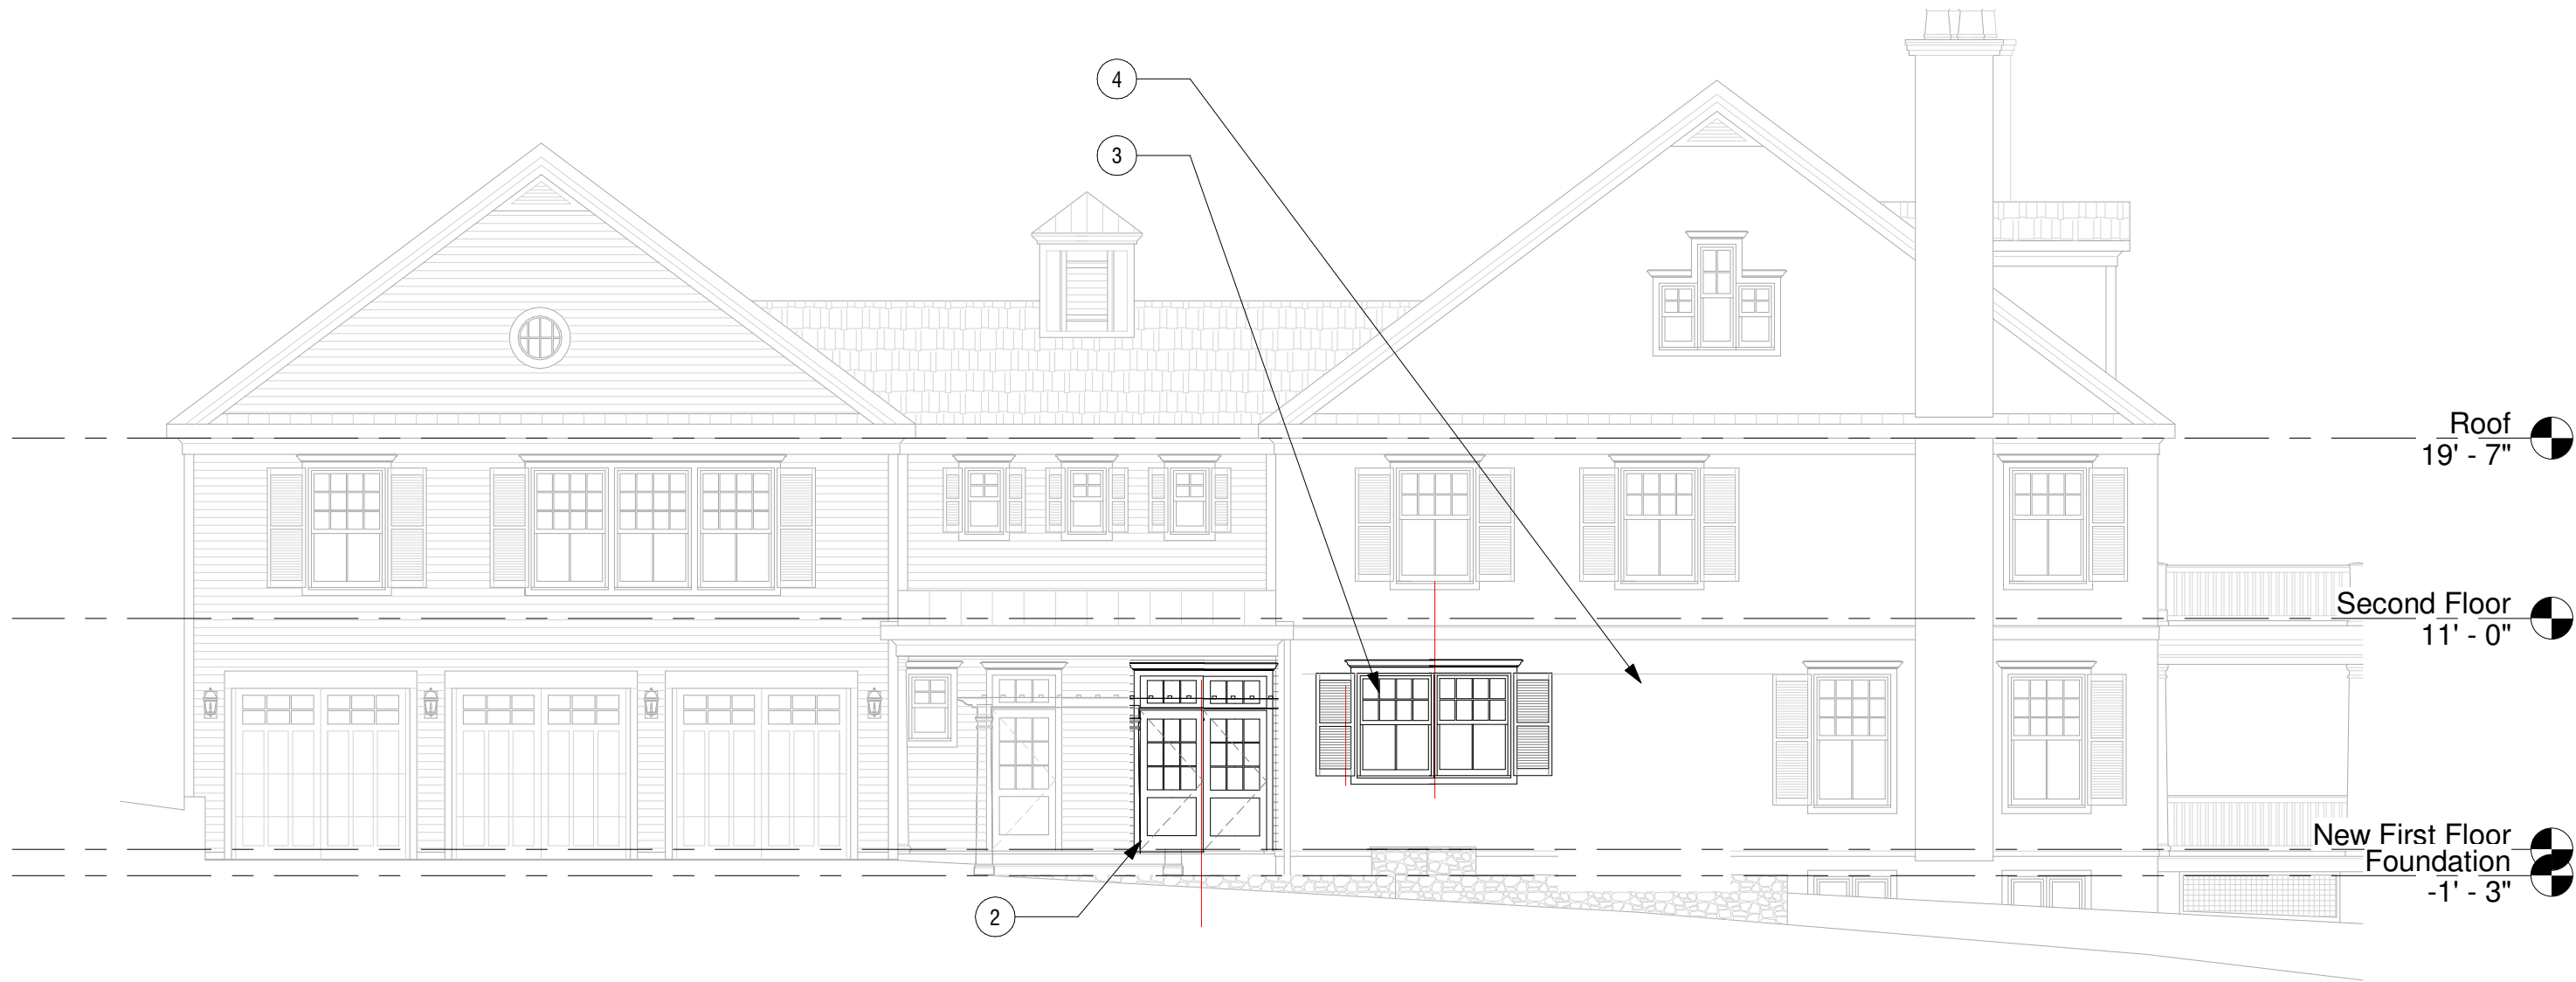 4
3
Roof
19' - 7"
Second Floor
11' - 0"
New First Floor
Foundation
-1' - 3"
2